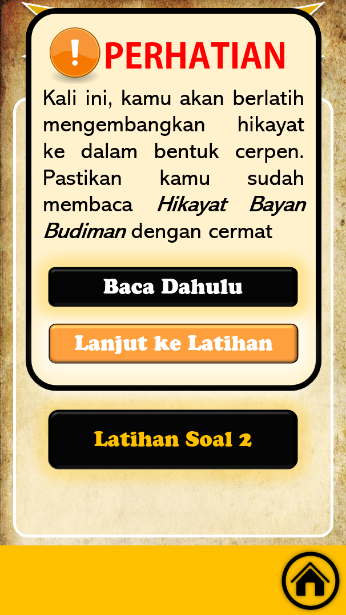 ! PERHATIAN
Kali ini, kamu akan berlatih
mengembangkan hikayat
ke dalam bentuk cerpen.
Pastikan kamu sudah
membaca Hikayat Bayan
Budiman dengan cermat
Baca Dahulu
Lanjut ke Latihan
Latihan Soal 2